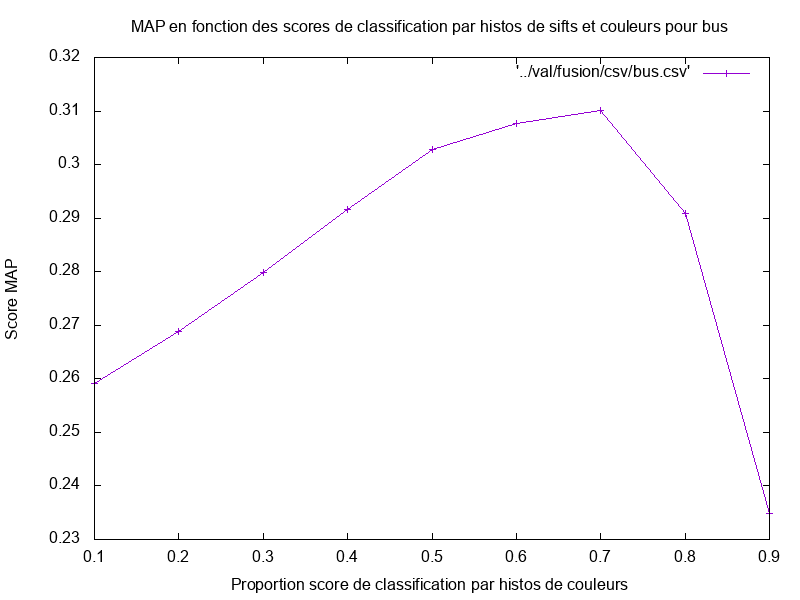 MAP en fonction des scores de classification par histos de sifts et couleurs pour bus
'../val/fusion/csv/bus.csv'
0.32
0.31
0.3
0.29
0.28
0.27
0.26
0.25
0.24
0.23
Score MAP
0.1 0.2 0.3 0.4 0.5 0.6 0.7 0.8 0.9
Proportion score de classification par histos de couleurs